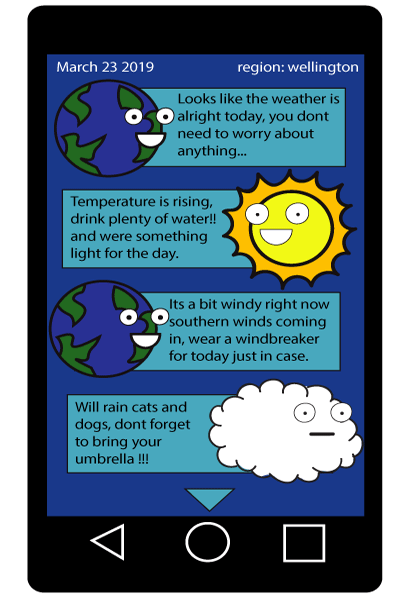 March 23 2019
region: wellington
Looks like the weather is
alright today, you dont
need to worry about
anything...
Temperature is rising,
drink plenty of water!!
and were something
light for the day.
Its a bit windy right now
southern winds coming
in, wear a windbreaker
for today just in case.
Will rain cats and
dogs, dont forget
to bring your
umbrella !!!